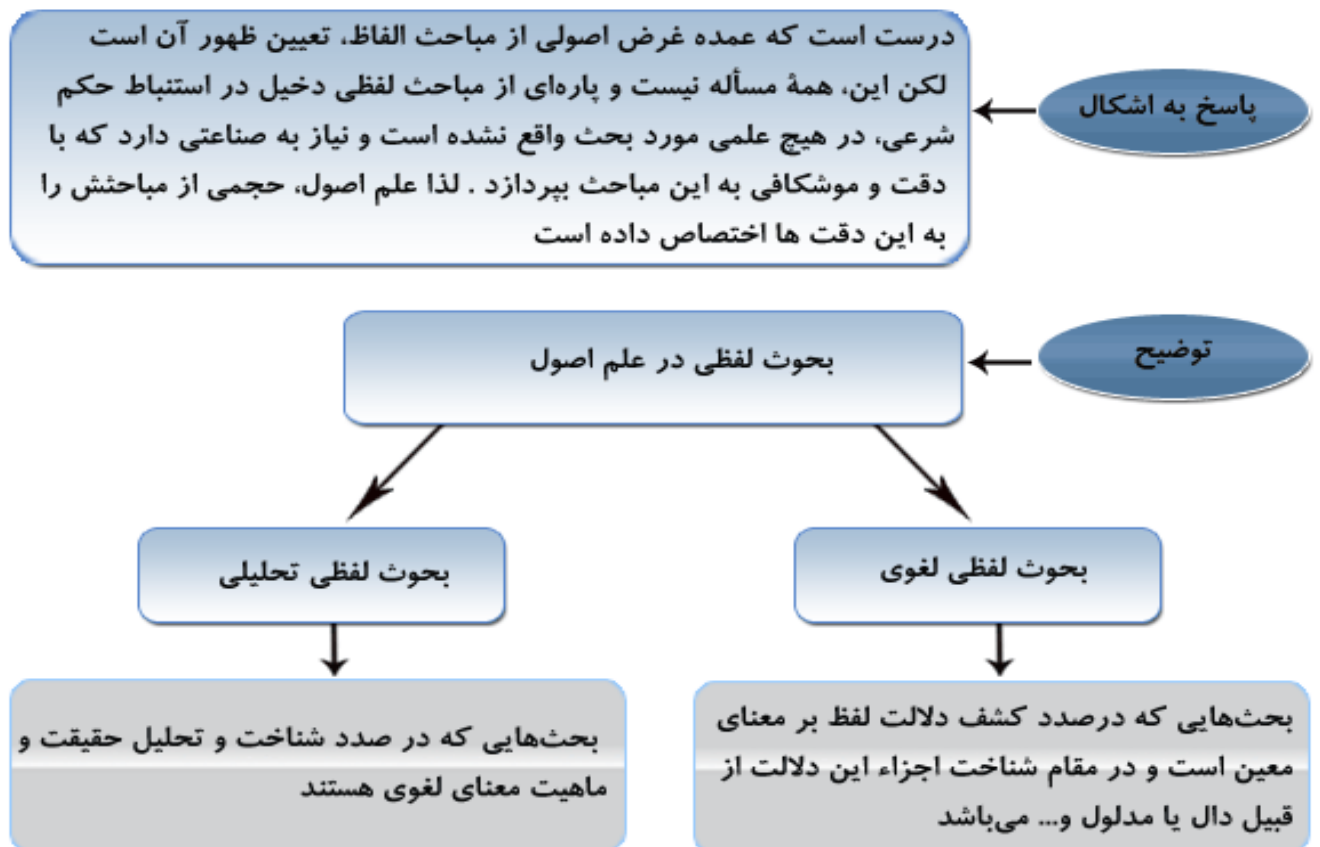 پاسخ به اشکال
درست است که عمده غرض اصولی از مباحث الفاظ، تعیین ظهور آن است
لکن این، همهٔ مسأله نیست و پاره‌ای از مباحث لفظی دخیل در استنباط حکم
شرعی، در هیچ علمی مورد بحث واقع نشده است و نیاز به صناعتی دارد که با
دقت و موشکافی به این مباحث بپردازد . لذا علم اصول، حجمی از مباحثش را
به این دقت ها اختصاص داده است
توضیح
بحوث لفظی در علم اصول
بحوث لفظی لغوی
بحوث لفظی تحلیلی
بحث‌هایی که درصدد کشف دلالت لفظ بر معنای
معین است و در مقام شناخت اجزاء این دلالت از
قبیل دال یا مدلول و... می‌باشد
بحث‌هایی که در صدد شناخت و تحلیل حقیقت و
ماهیت معنای لغوی هستند